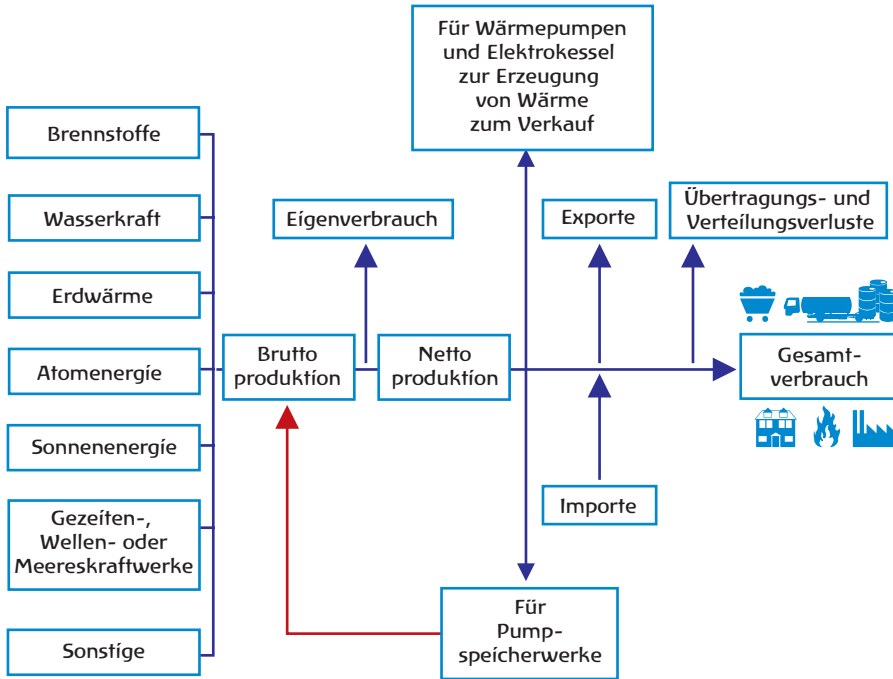 Brennstoffe
Wasserkraft
Erdwärme
Atomenergie
Sonnenenergie
Gezeiten-,
Wellen- oder
Meereskraftwerke
Sonstige
Brutto
produktion
Eigenverbrauch
Netto
produktion
Für Wärmepumpen
und Elektrokessel
zur Erzeugung
von Wärme
zum Verkauf
Für
Pump-
speicherwerke
Exporte
Importe
Übertragungs- und
Verteilungsverluste
Gesamt-
verbrauch